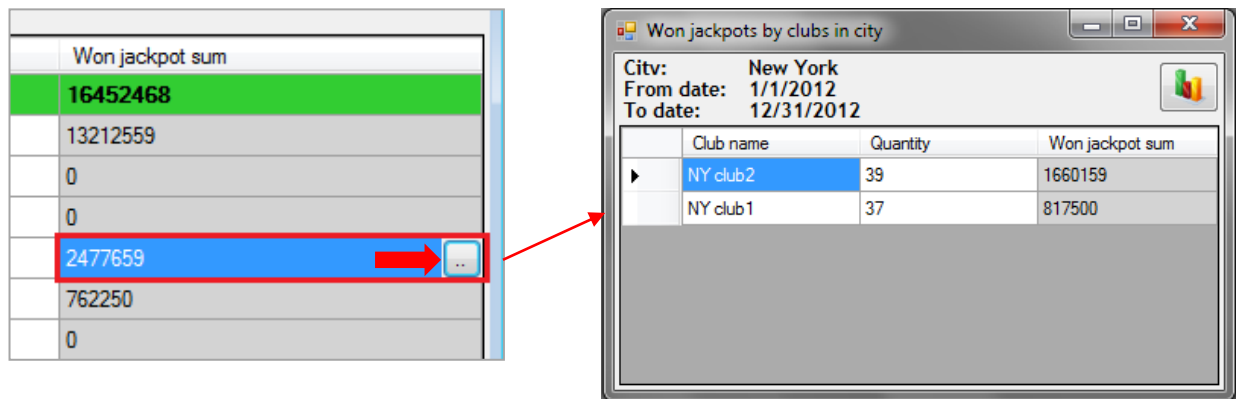 Won jackpot sum
16452468
13212559
0
0
2477659 ..
762250
0
Won jackpots by clubs in city
City: New York
From date: 1/1/2012
To date: 12/31/2012
Club name Quantity Won jackpot sum
NY club2 39 1660159
NY club1 37 817500